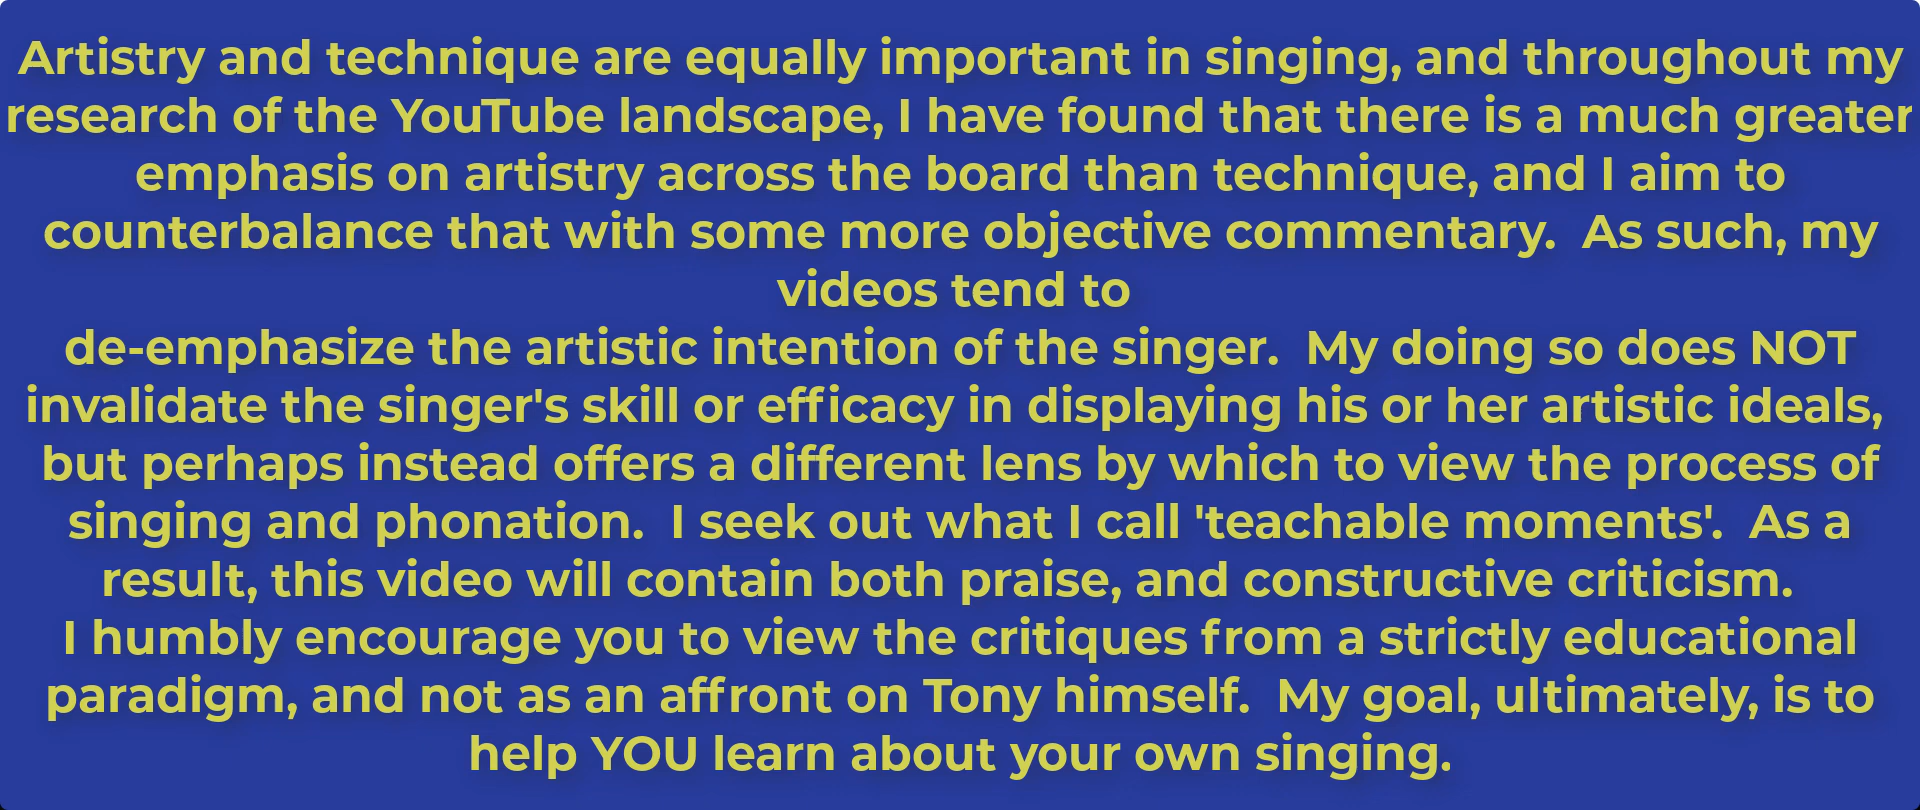 Artistry and technique are equally important in singing, and throughout my
research of the YouTube landscape, I have found that there is a much greater
emphasis on artistry across the board than technique, and I aim to
counterbalance that with some more objective commentary.  As such, my
videos tend to
de-emphasize the artistic intention of the singer.  My doing so does NOT
invalidate the singer's skill or efficacy in displaying his or her artistic ideals,
but perhaps instead offers a different lens by which to view the process of
singing and phonation.  I seek out what I call 'teachable moments'.  As a
result, this video will contain both praise, and constructive criticism.
I humbly encourage you to view the critiques from a strictly educational
paradigm, and not as an affront on Tony himself.  My goal, ultimately, is to
help YOU learn about your own singing.